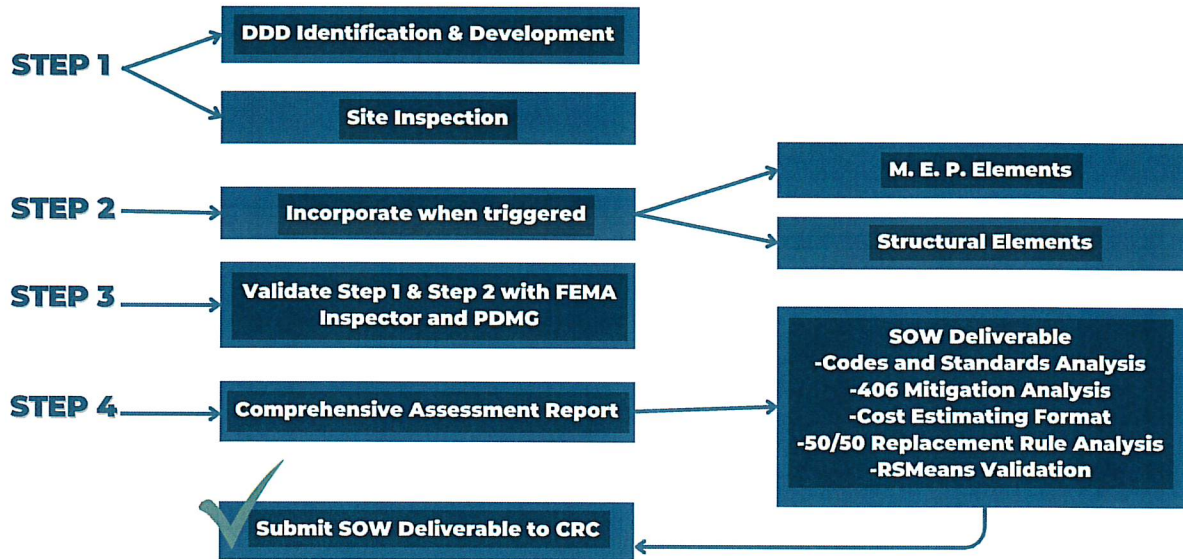 STEP 1
DDD Identification & Development
Site Inspection
STEP 2
Incorporate when triggered
M. E. P. Elements
Structural Elements
STEP 3
Validate Step 1 & Step 2 with FEMA
Inspector and PDMG
STEP 4
Comprehensive Assessment Report
SOW Deliverable
-Codes and Standards Analysis
-406 Mitigation Analysis
-Cost Estimating Format
-50/50 Replacement Rule Analysis
-RSMeans Validation
Submit SOW Deliverable to CRC